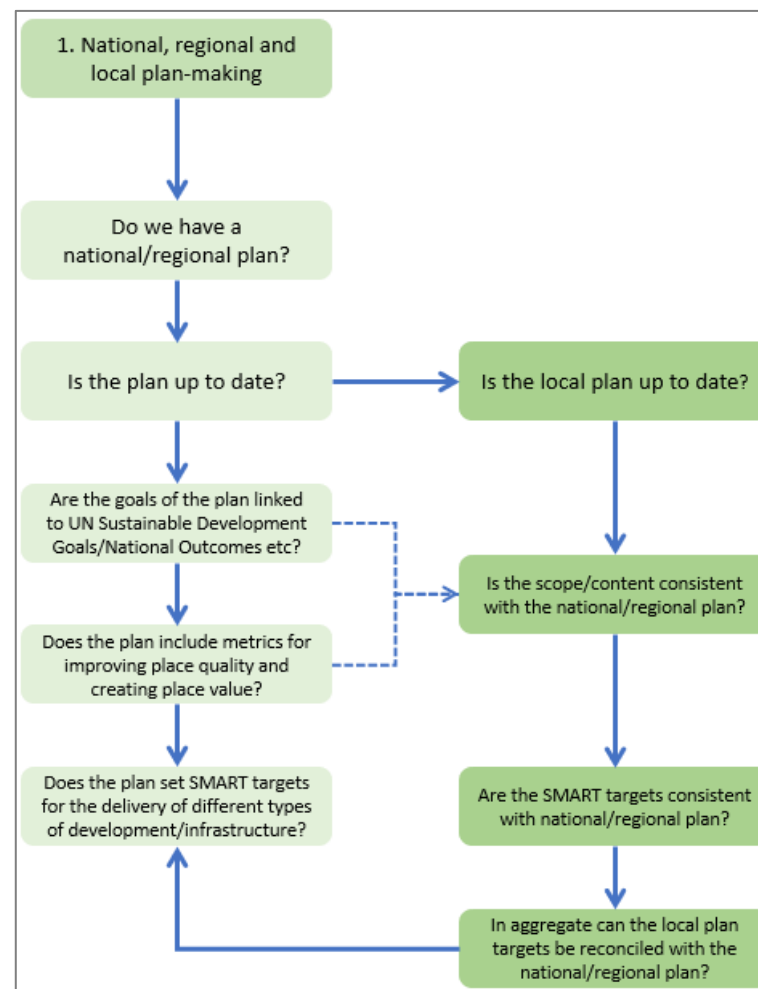 1. National, regional and
local plan-making
Do we have a
national/regional plan?
Is the plan up to date?
Is the local plan up to date?
Are the goals of the plan linked
to UN Sustainable Development
Goals/National Outcomes etc?
Is the scope/content consistent
with the national/regional plan?
Does the plan include metrics for
improving place quality and
creating place value?
Does the plan set SMART targets
for the delivery of different types
of development/infrastructure?
Are the SMART targets consistent
with national/regional plan?
In aggregate can the local plan
targets be reconciled with the
national/regional plan?